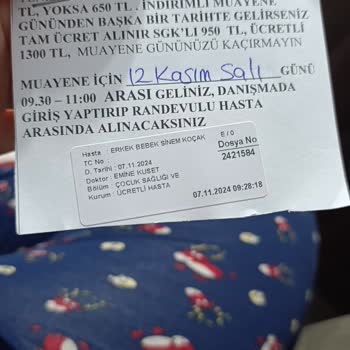 TL, YOKSA 650 TL . İNDİRİMLİ MUAYENE
GÜNÜNDEN BAŞKA BİR TARİHTE GELİRSENİZ
TAM ÜCRET ALINIR SGK'LI 950 TL, ÜCRETLİ
1300 TL, MUAYENE GÜNÜNÜZÜ KAÇIRMAYIN
MUAYENE İÇİN 12 Kasım Salı GÜNÜ
09.30 – 11:00 ARASI GELİNİZ, DANIŞMADA
GİRİŞ YAPTIRIP RANDEVULU HASTA
ARASINDA ALINACAKSINIZ
Hasta : ERKEK BEBEK SİNEM KOÇAK E / 0
TC No : Dosya No
D. Tarihi : 07.11.2024 2421584
Doktor : EMİNE KUSET
Bölüm : ÇOCUK SAĞLIĞI VE
Kurum : ÜCRETLİ HASTA 07.11.2024 09:28:18